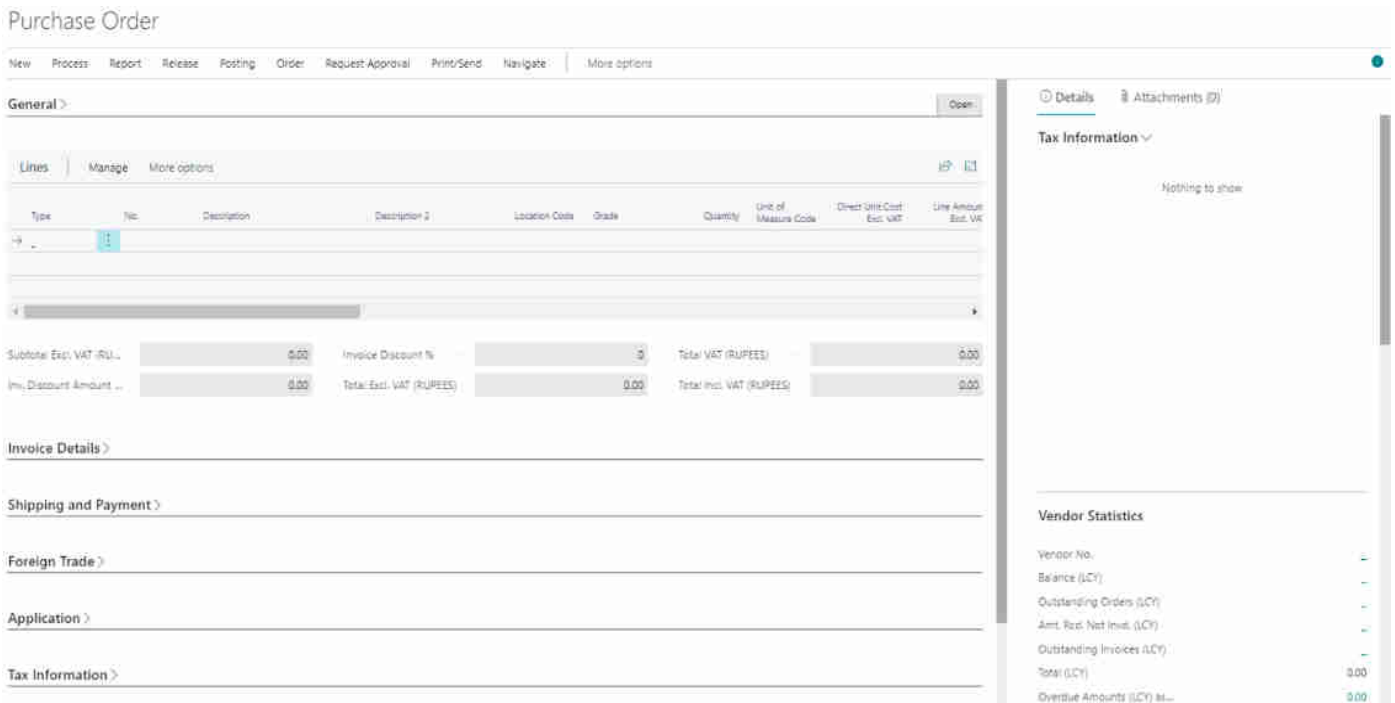 Purchase Order
New Process Report Release Posting Order Request Approval Print/Send Navigate More options
General
Open
Lines Manage More options
Type No. Description Description 2 Location Code Grade Quantity Unit of Measure Code Direct Unit Cost Excl. VAT Line Amoun Excl. VA
Subtotal Excl. VAT (RU... 0.00 Invoice Discount % 0 Total VAT (RUPEES) 0.00
Inv. Discount Amount ... 0.00 Total Excl. VAT (RUPEES) 0.00 Total Incl. VAT (RUPEES) 0.00
Invoice Details
Shipping and Payment
Foreign Trade
Application
Tax Information
Details Attachments (0)
Tax Information
Nothing to show
Vendor Statistics
Vendor No.
Balance (LCY)
Outstanding Orders (LCY)
Amt. Rcd. Not Invd. (LCY)
Outstanding Invoices (LCY)
Total (LCY) 0.00
Overdue Amounts (LCY) as... 0.00